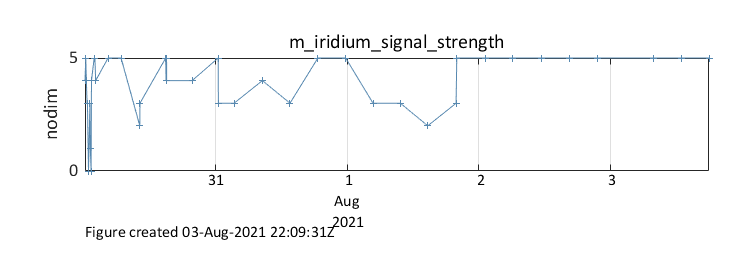 m_iridium_signal_strength
5
nodim
0
31 1 2 3
Aug
2021
Figure created 03-Aug-2021 22:09:31Z